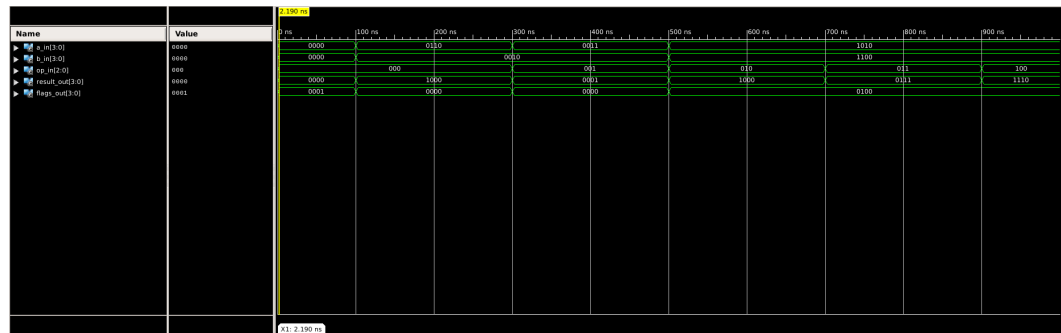 2.190 ns
Name Value 0 ns 100 ns 200 ns 300 ns 400 ns 500 ns 600 ns 700 ns 800 ns 900 ns
a_in[3:0] 0000 0000 0110 0011 1010
b_in[3:0] 0000 0000 0010 1100
op_in[2:0] 000 000 001 010 011 100
result_out[3:0] 0000 0000 1000 0001 1000 0111 1110
flags_out[3:0] 0001 0001 0000 0000 0100
X1: 2.190 ns